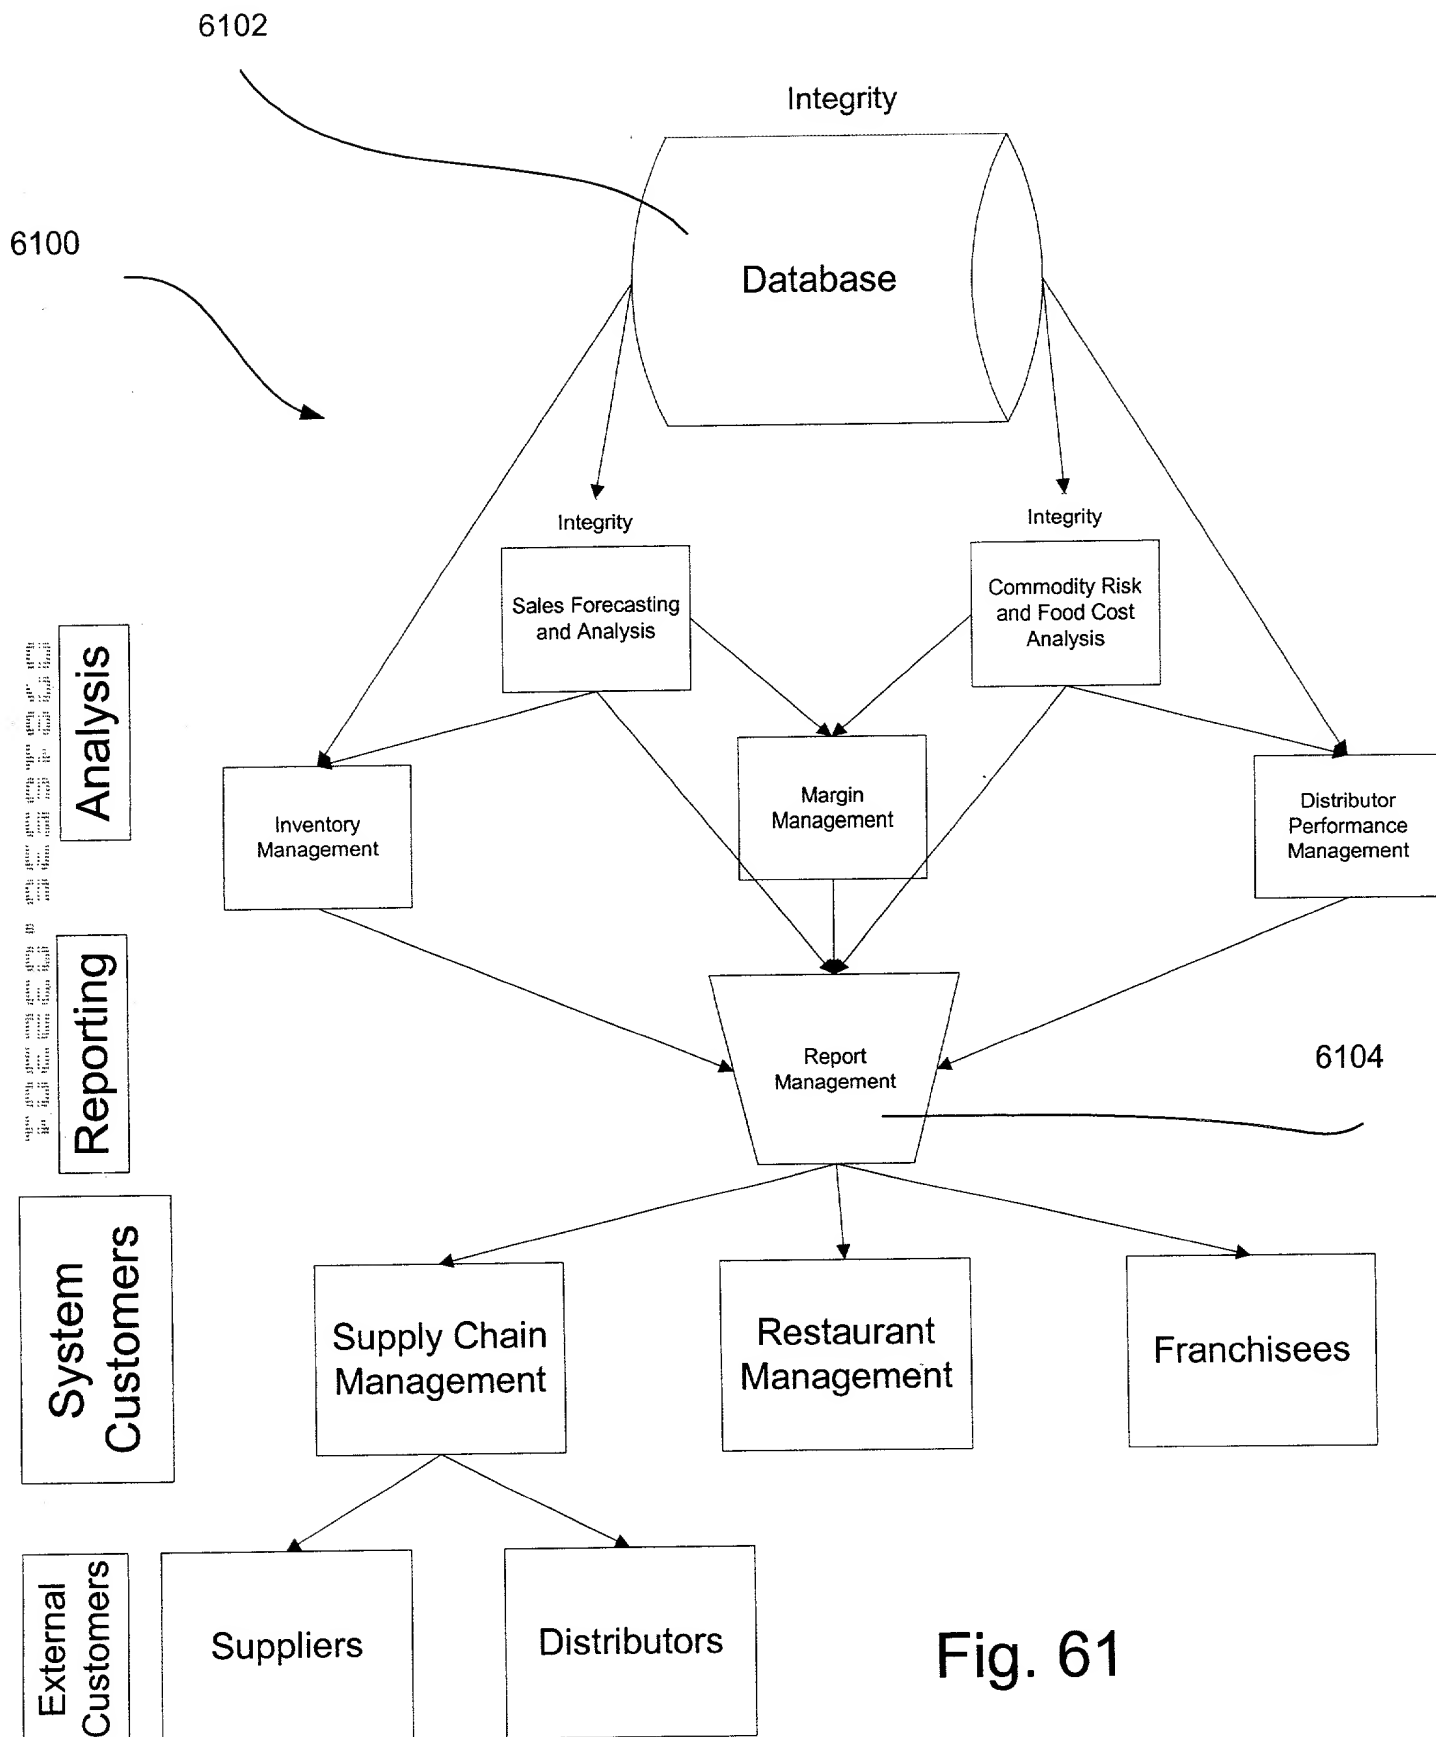 6102
Integrity
6100
Database
Integrity
Integrity
Sales Forecasting
and Analysis
Commodity Risk
and Food Cost
Analysis
Analysis
Inventory
Management
Margin
Management
Distributor
Performance
Management
Reporting
Report
Management
6104
System
Customers
Supply Chain
Management
Restaurant
Management
Franchisees
External
Customers
Suppliers
Distributors
Fig. 61